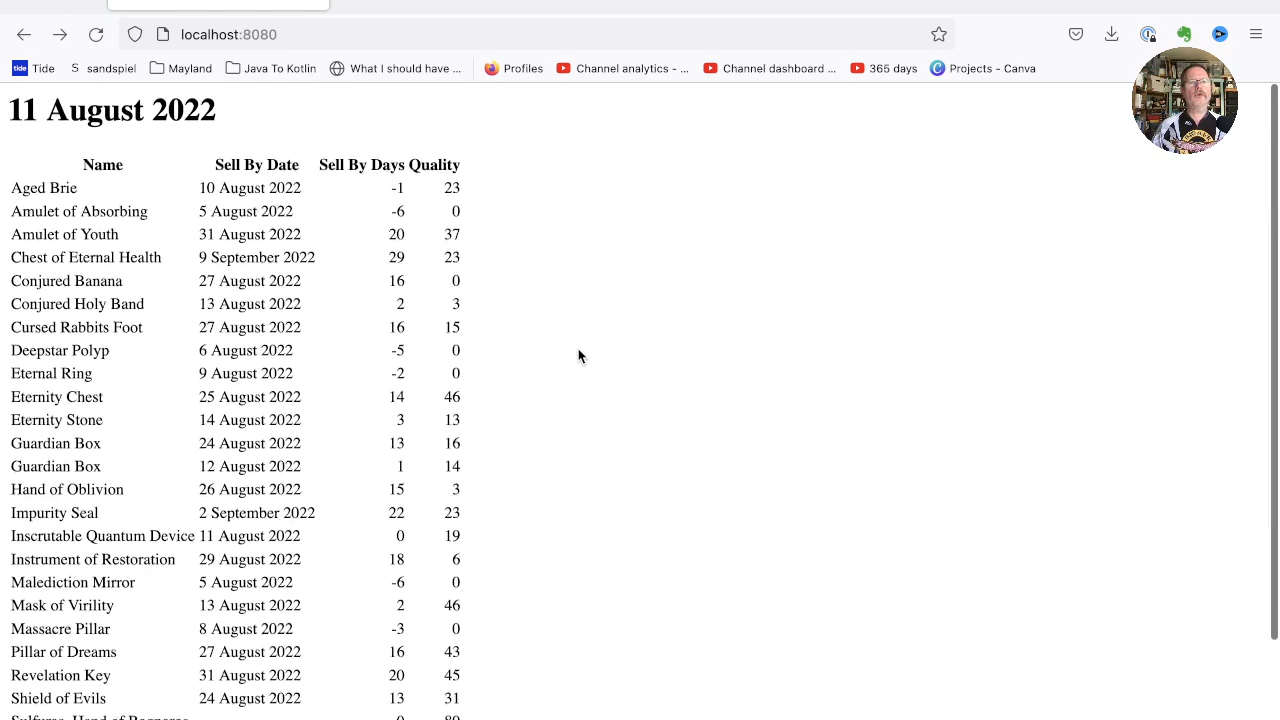 localhost:8080
tide Tide S sandspiel Mayland Java To Kotlin What I should have ... Profiles Channel analytics - ... Channel dashboard ... 365 days C Projects - Canva
11 August 2022
Name Sell By Date Sell By Days Quality
Aged Brie 10 August 2022 -1 23
Amulet of Absorbing 5 August 2022 -6 0
Amulet of Youth 31 August 2022 20 37
Chest of Eternal Health 9 September 2022 29 23
Conjured Banana 27 August 2022 16 0
Conjured Holy Band 13 August 2022 2 3
Cursed Rabbits Foot 27 August 2022 16 15
Deepstar Polyp 6 August 2022 -5 0
Eternal Ring 9 August 2022 -2 0
Eternity Chest 25 August 2022 14 46
Eternity Stone 14 August 2022 3 13
Guardian Box 24 August 2022 13 16
Guardian Box 12 August 2022 1 14
Hand of Oblivion 26 August 2022 15 3
Impurity Seal 2 September 2022 22 23
Inscrutable Quantum Device 11 August 2022 0 19
Instrument of Restoration 29 August 2022 18 6
Malediction Mirror 5 August 2022 -6 0
Mask of Virility 13 August 2022 2 46
Massacre Pillar 8 August 2022 -3 0
Pillar of Dreams 27 August 2022 16 43
Revelation Key 31 August 2022 20 45
Shield of Evils 24 August 2022 13 31